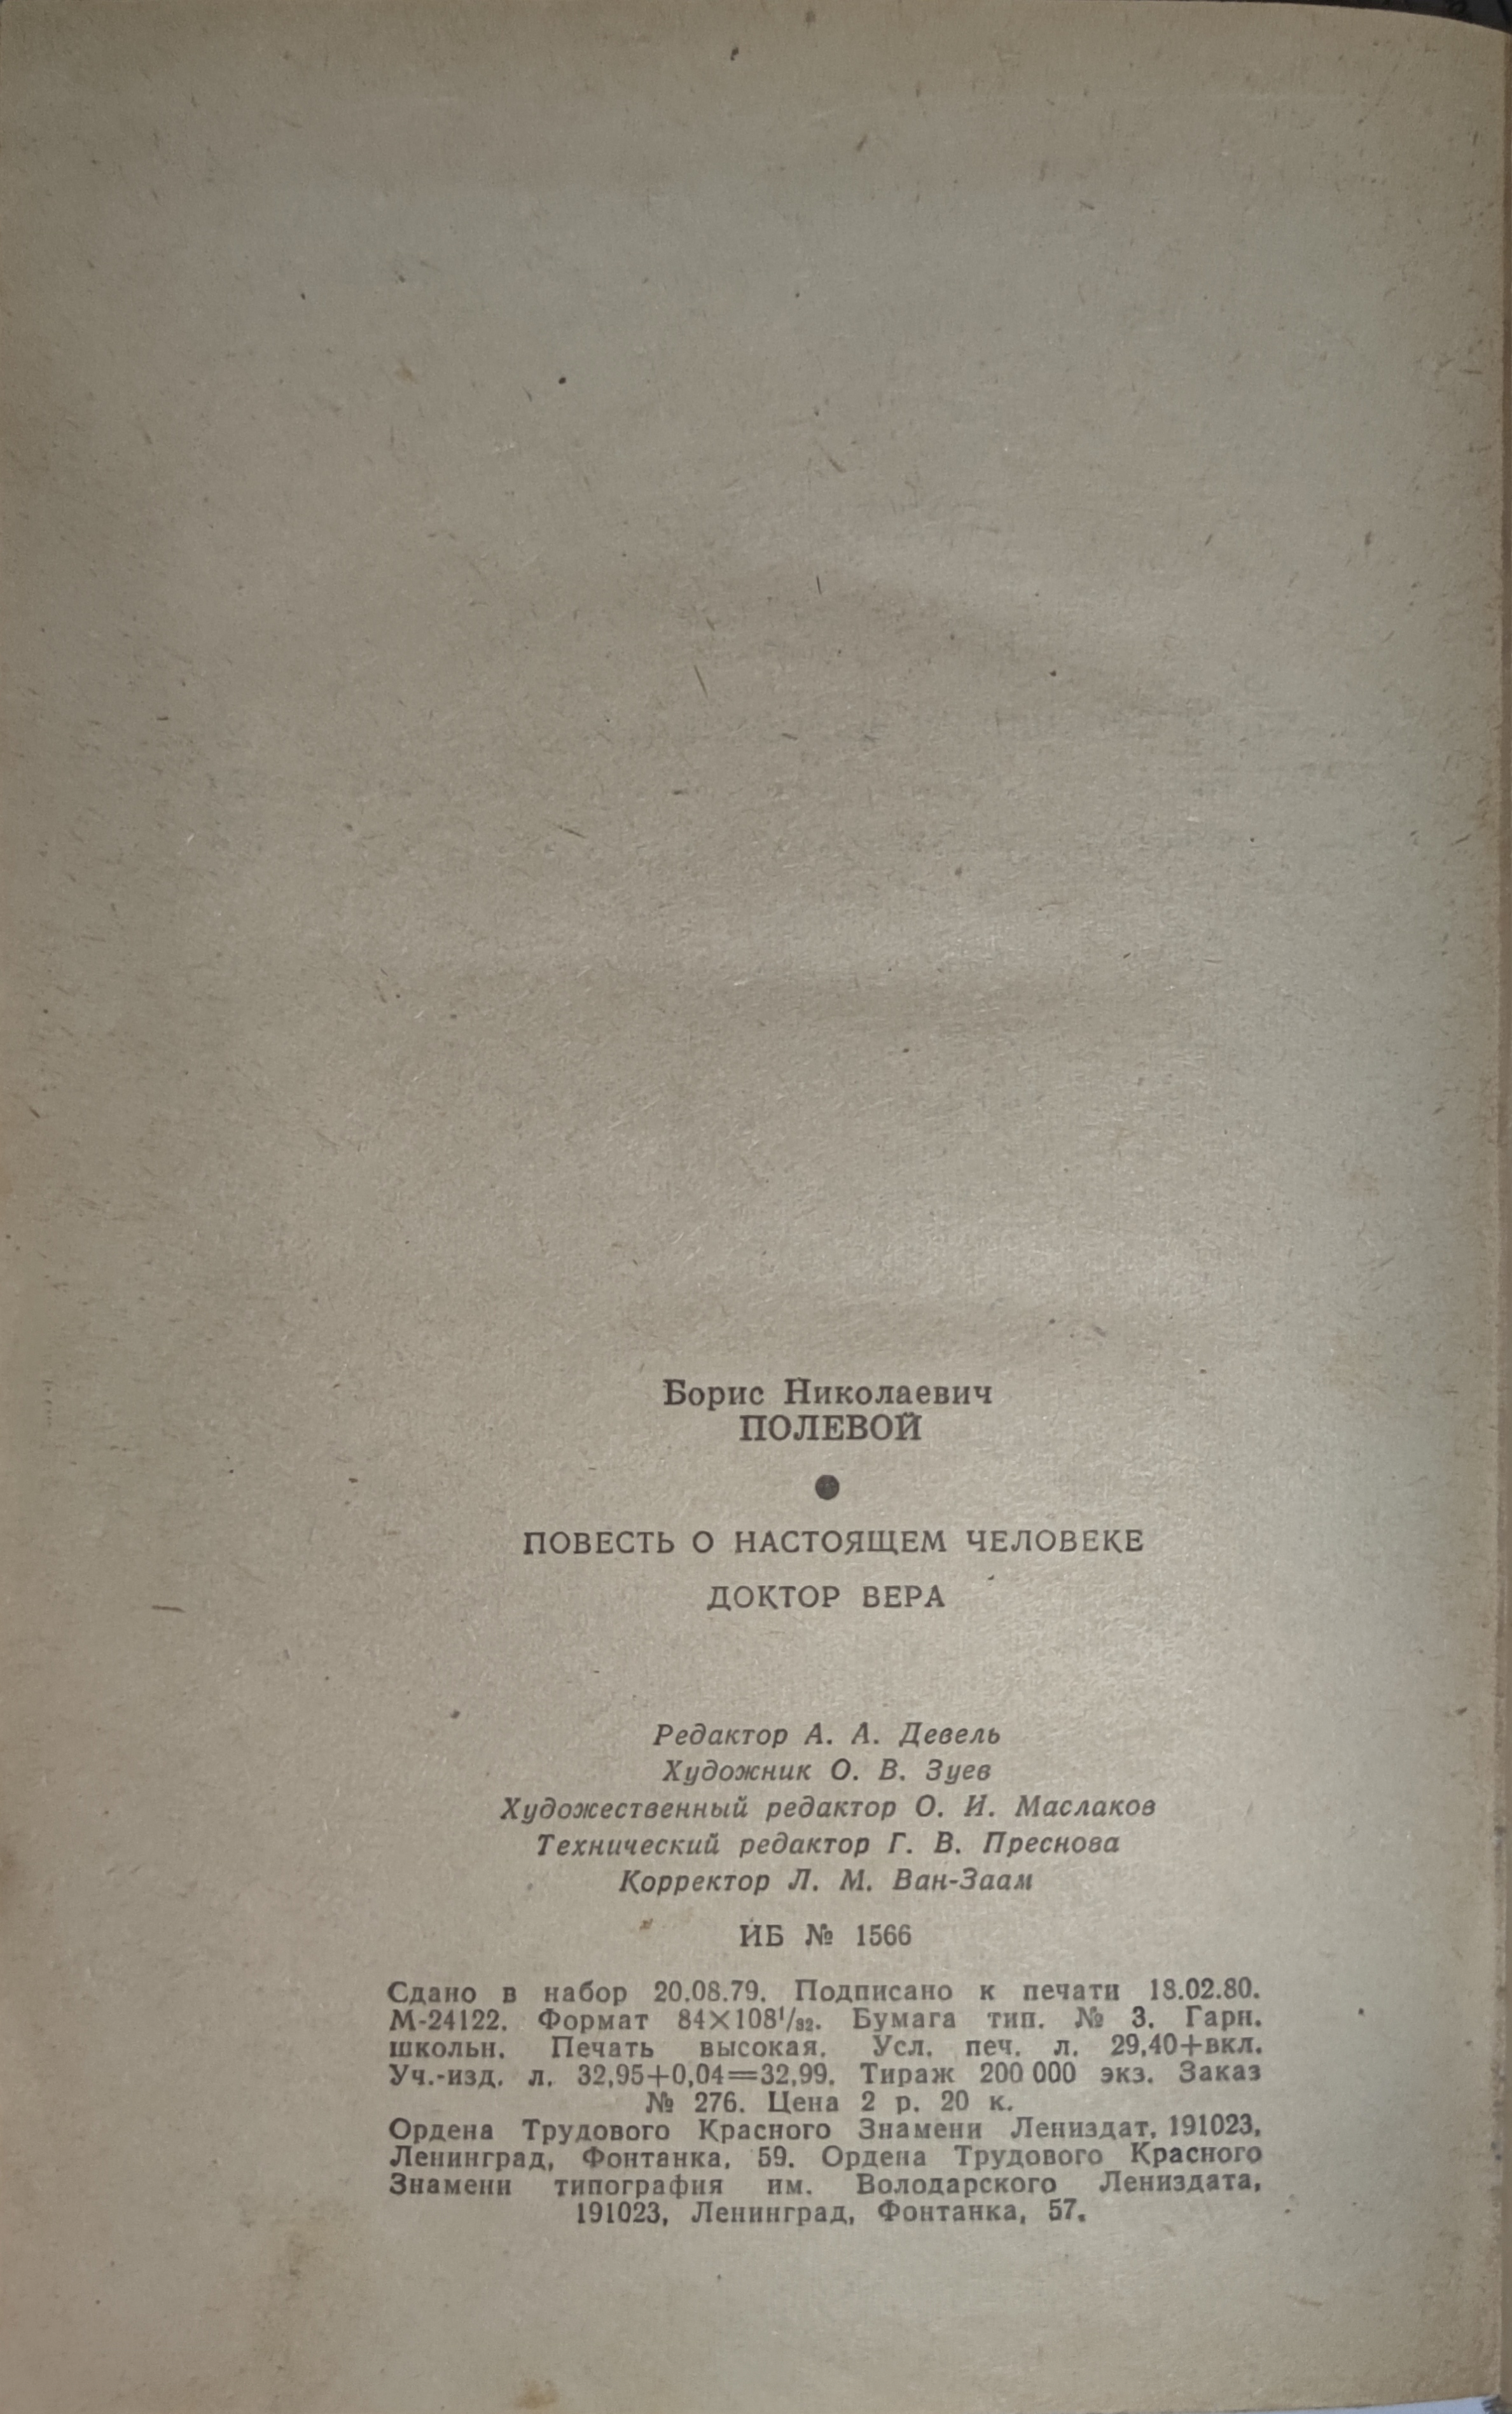 Борис Николаевич
ПОЛЕВОЙ
●
ПОВЕСТЬ О НАСТОЯЩЕМ ЧЕЛОВЕКЕ
ДОКТОР ВЕРА
Редактор А. А. Девель
Художник О. В. Зуев
Художественный редактор О. И. Маслаков
Технический редактор Г. В. Преснова
Корректор Л. М. Ван-Заам
ИБ № 1566
Сдано в набор 20.08.79. Подписано к печати 18.02.80.
М-24122. Формат 84×108¹/₃₂. Бумага тип. № 3. Гарн.
школьн. Печать высокая. Усл. печ. л. 29,40+вкл.
Уч.-изд. л. 32,95+0,04=32,99. Тираж 200 000 экз. Заказ
№ 276. Цена 2 р. 20 к.
Ордена Трудового Красного Знамени Лениздат, 191023,
Ленинград, Фонтанка, 59. Ордена Трудового Красного
Знамени типография им. Володарского Лениздата,
191023, Ленинград, Фонтанка, 57.